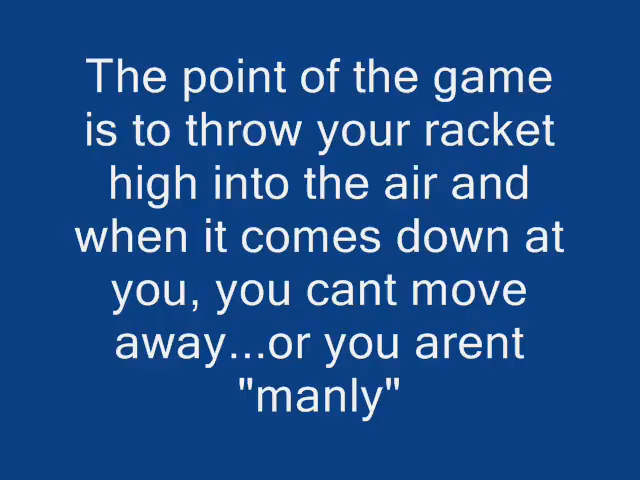 The point of the game
is to throw your racket
high into the air and
when it comes down at
you, you cant move
away...or you arent
"manly"